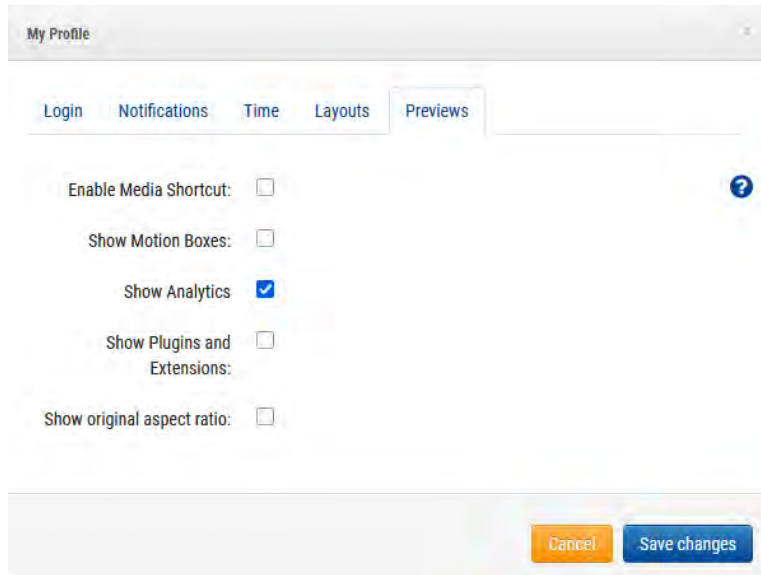 My Profile
Login Notifications Time Layouts Previews
Enable Media Shortcut:
?
Show Motion Boxes:
Show Analytics
Show Plugins and
Extensions:
Show original aspect ratio:
Cancel Save changes